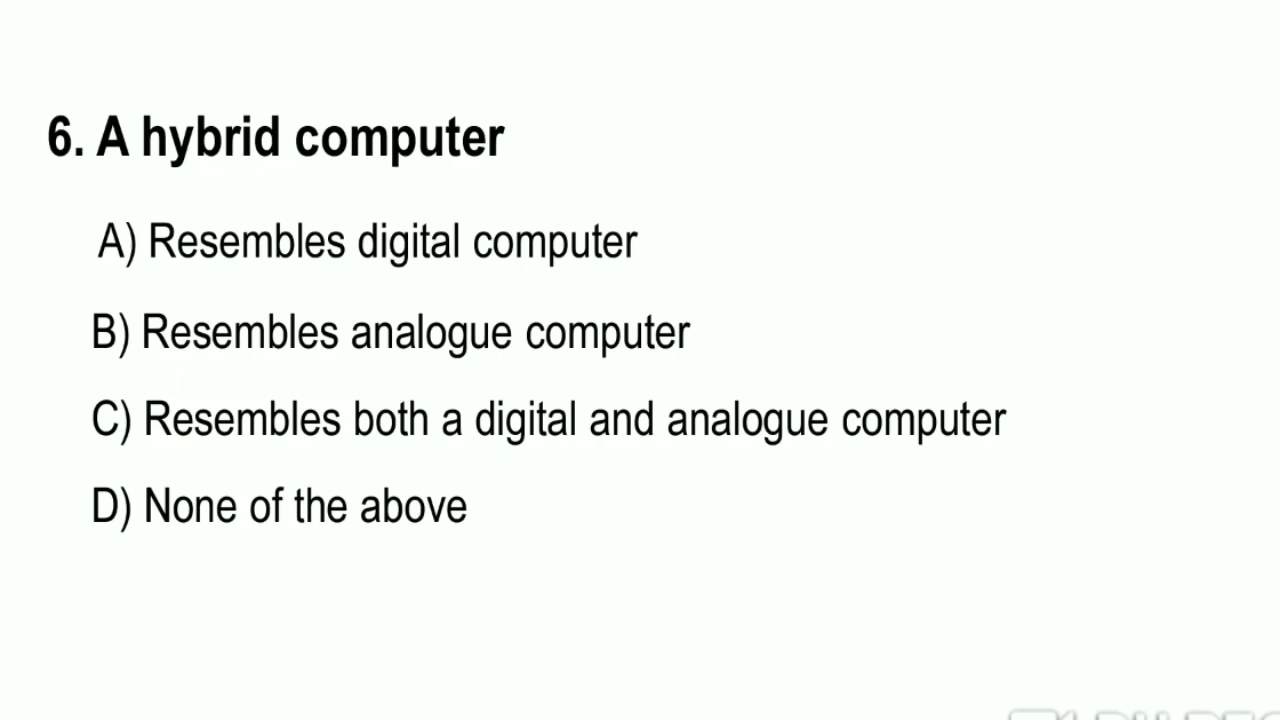 6. A hybrid computer
A) Resembles digital computer
B) Resembles analogue computer
C) Resembles both a digital and analogue computer
D) None of the above